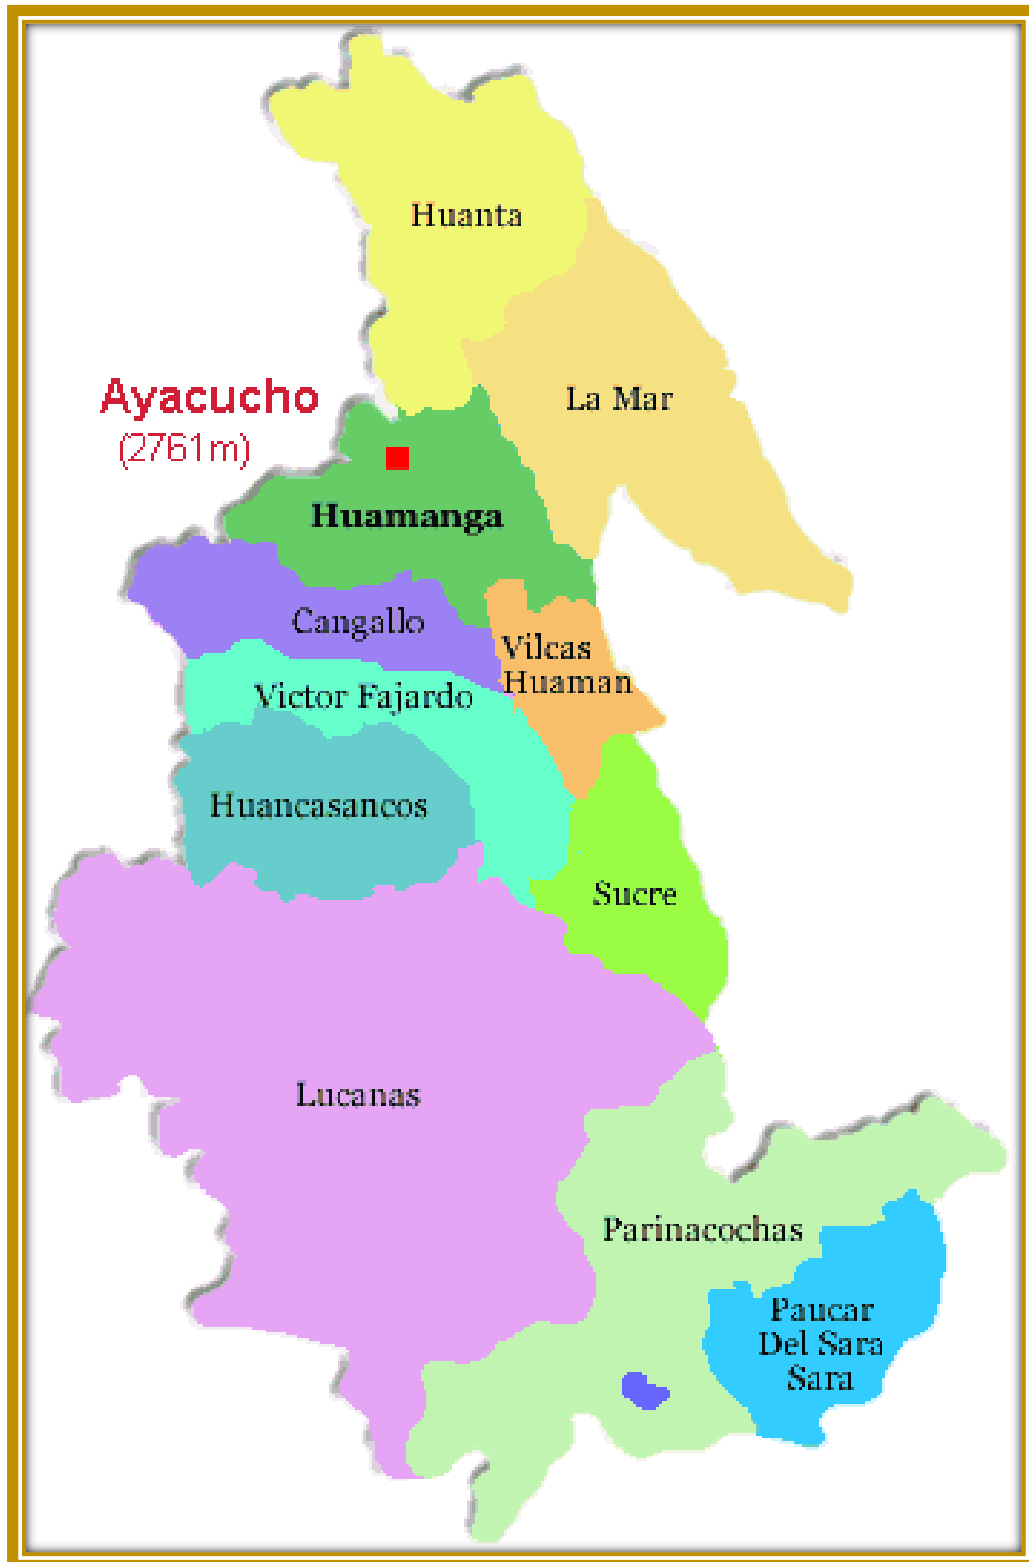 Huanta
Ayacucho
(2761m)
La Mar
Huamanga
Cangallo
Vilcas
Huaman
Victor Fajardo
Huancasancos
Sucre
Lucanas
Parinacochas
Paucar
Del Sara
Sara